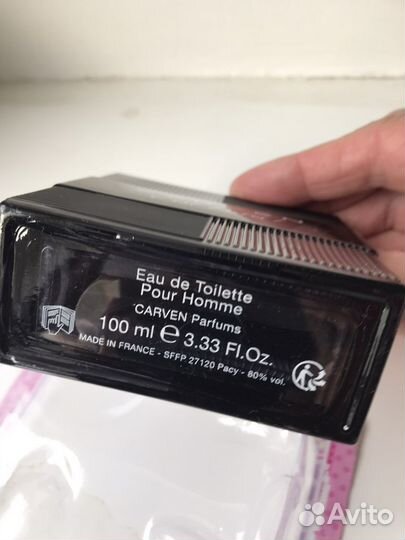 Eau de Toilette
Pour Homme
CARVEN Parfums
100 ml ℮ 3.33 Fl.Oz.
MADE IN FRANCE - SFFP 27120 Pacy - 80% vol.
Avito